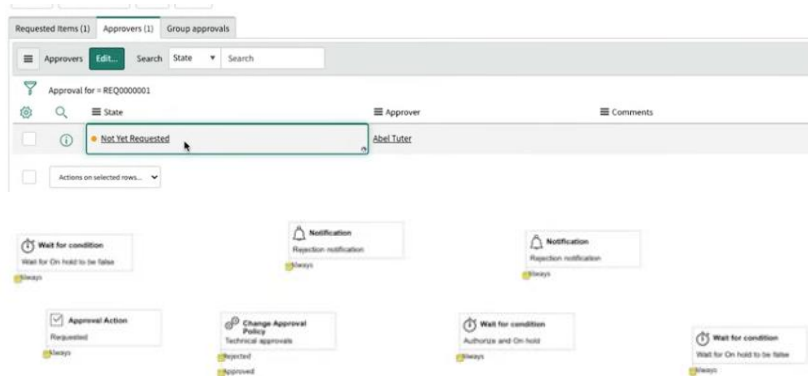 Requested Items (1) Approvers (1) Group approvals
Approvers Edit... Search State Search
Approval for = REQ0000001
State Approver Comments
Not Yet Requested Abel Tuter
Actions on selected rows...
Notification
Rejection notification
Always
Notification
Rejection notification
Always
Wait for condition
Wait for On hold to be false
Always
Approval Action
Requested
Always
Change Approval
Policy
Technical approvals
Rejected
Approved
Wait for condition
Authorize and On hold
Always
Wait for condition
Wait for On hold to be false
Always